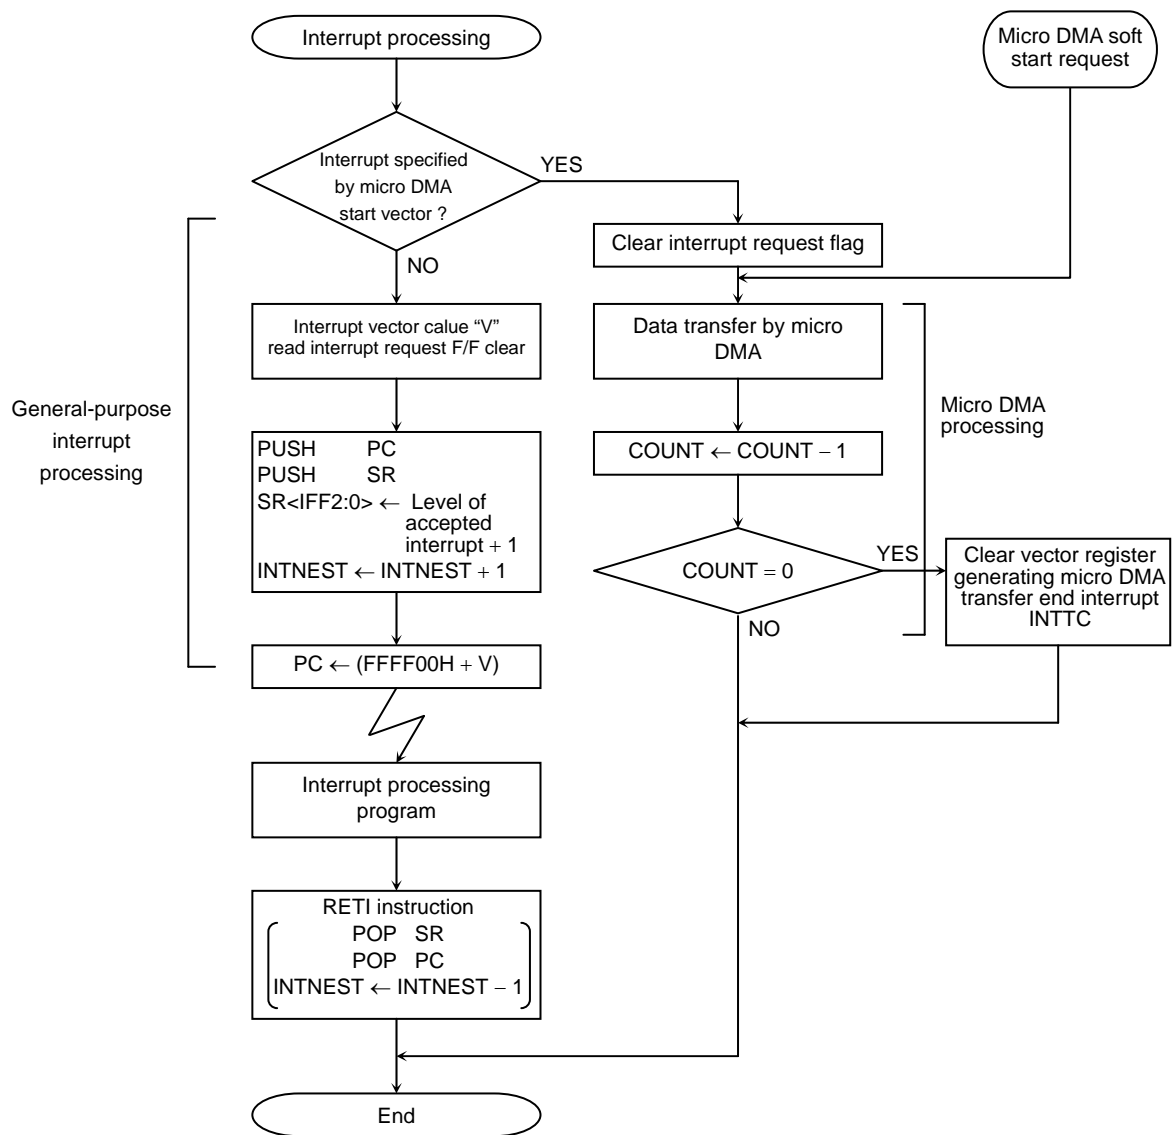 Interrupt processing
Micro DMA soft
start request
Interrupt specified
by micro DMA
start vector ?
YES
NO
Clear interrupt request flag
Interrupt vector calue “V”
read interrupt request F/F clear
Data transfer by micro
DMA
General-purpose
interrupt
processing
Micro DMA
processing
PUSH PC
PUSH SR
SR<IFF2:0> ← Level of
accepted
interrupt + 1
INTNEST ← INTNEST + 1
COUNT ← COUNT − 1
COUNT = 0
YES
NO
Clear vector register
generating micro DMA
transfer end interrupt
INTTC
PC ← (FFFF00H + V)
Interrupt processing
program
RETI instruction
POP SR
POP PC
INTNEST ← INTNEST − 1
End